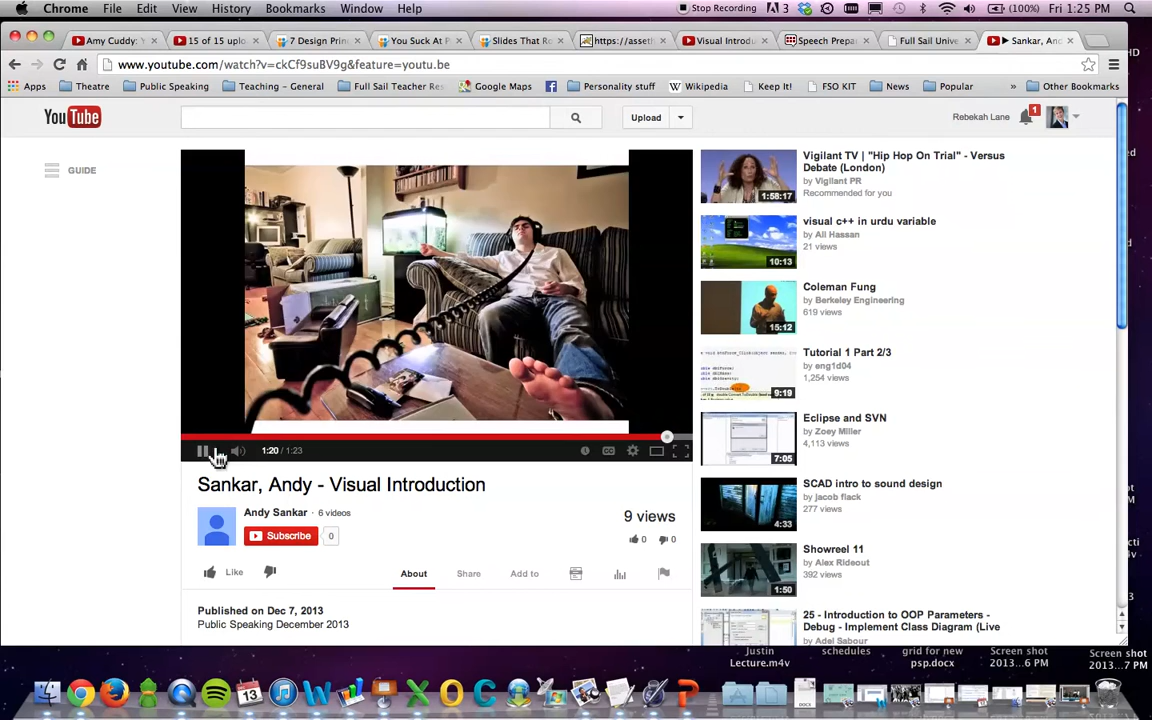 Chrome File Edit View History Bookmarks Window Help Stop Recording 3 (100%) Fri 1:25 PM
Amy Cuddy: Y 15 of 15 uplo 7 Design Prin You Suck At P Slides That Ro https://asseth Visual Introdu Speech Prepa Full Sail Unive Sankar, And
www.youtube.com/watch?v=ckCf9suBV9g&feature=youtu.be
Apps Theatre Public Speaking Teaching – General Full Sail Teacher Res Google Maps Personality stuff Wikipedia Keep It! FSO KIT News Popular » Other Bookmarks
YouTube Upload Rebekah Lane 1
GUIDE
Vigilant TV | "Hip Hop On Trial" - Versus
Debate (London)
by Vigilant PR
Recommended for you
1:58:17
visual c++ in urdu variable
by Ali Hassan
21 views
10:13
Coleman Fung
by Berkeley Engineering
619 views
15:12
Tutorial 1 Part 2/3
by eng1d04
1,254 views
9:19
Eclipse and SVN
by Zoey Miller
4,113 views
7:05
SCAD intro to sound design
by jacob flack
277 views
4:33
Showreel 11
by Alex Rideout
392 views
1:50
25 - Introduction to OOP Parameters -
Debug - Implement Class Diagram (Live
by Adel Sabour
1:20 / 1:23
Sankar, Andy - Visual Introduction
Andy Sankar · 6 videos
Subscribe 0
9 views
0 0
Like About Share Add to
Published on Dec 7, 2013
Public Speaking December 2013
Justin
Lecture.m4v
schedules
grid for new
psp.docx
Screen shot
2013...6 PM
Screen shot
2013...7 PM
13